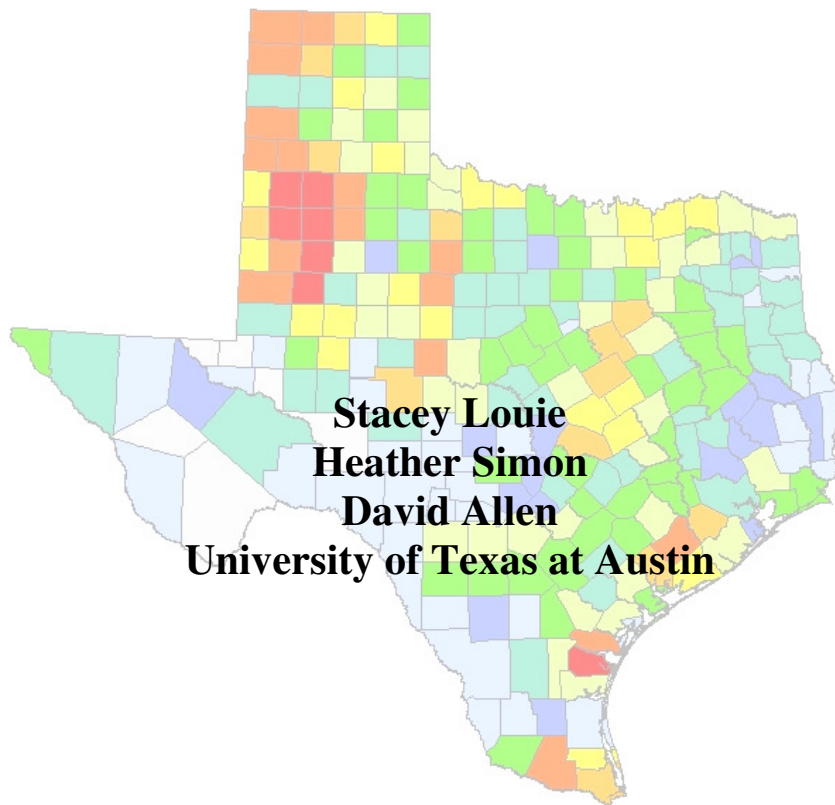 Stacey Louie
Heather Simon
David Allen
University of Texas at Austin